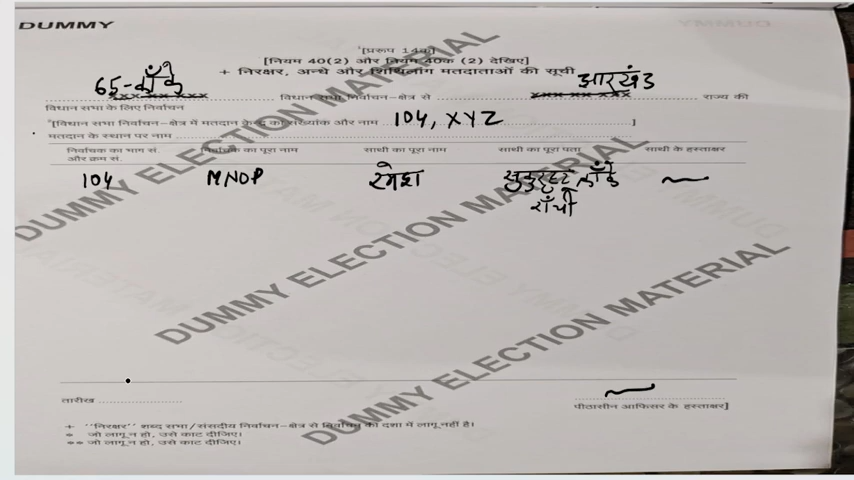 DUMMY
[प्ररूप 14क]
[नियम 40(2) और नियम 40क (2) देखिए]
+ निरक्षर, अन्धे और शिथिलांग मतदाताओं की सूची
65-काँके विधान सभा निर्वाचन-क्षेत्र से झारखंड राज्य की
विधान सभा के लिए निर्वाचन
*[विधान सभा निर्वाचन-क्षेत्र में मतदान केन्द्र का संख्यांक और नाम 104, XYZ ]
मतदान के स्थान पर नाम
निर्वाचक का भाग सं. निर्वाचक का पूरा नाम साथी का पूरा नाम साथी का पूरा पता साथी के हस्ताक्षर
और क्रम सं.
104 MNOP रमेश काँके
राँची
तारीख
पीठासीन आफिसर के हस्ताक्षर]
+ "निरक्षर" शब्द सभा/संसदीय निर्वाचन-क्षेत्र से निर्वाचन की दशा में लागू नहीं है।
* जो लागू न हो, उसे काट दीजिए।
** जो लागू न हो, उसे काट दीजिए।
DUMMY ELECTION MATERIAL
DUMMY ELECTION MATERIAL
DUMMY ELECTION MATERIAL